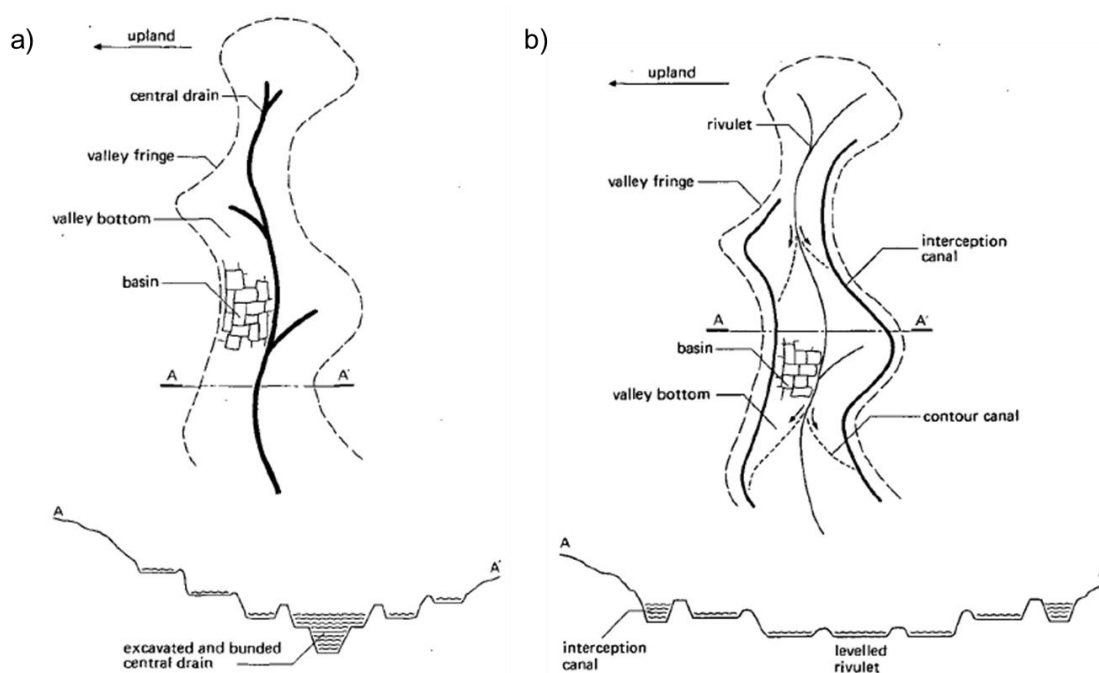 a)
upland
central drain
valley fringe
valley bottom
basin
A
A'
A
A'
excavated and bunded
central drain
b)
upland
rivulet
valley fringe
interception
canal
A
A'
basin
valley bottom
contour canal
A
A
interception
canal
levelled
rivulet